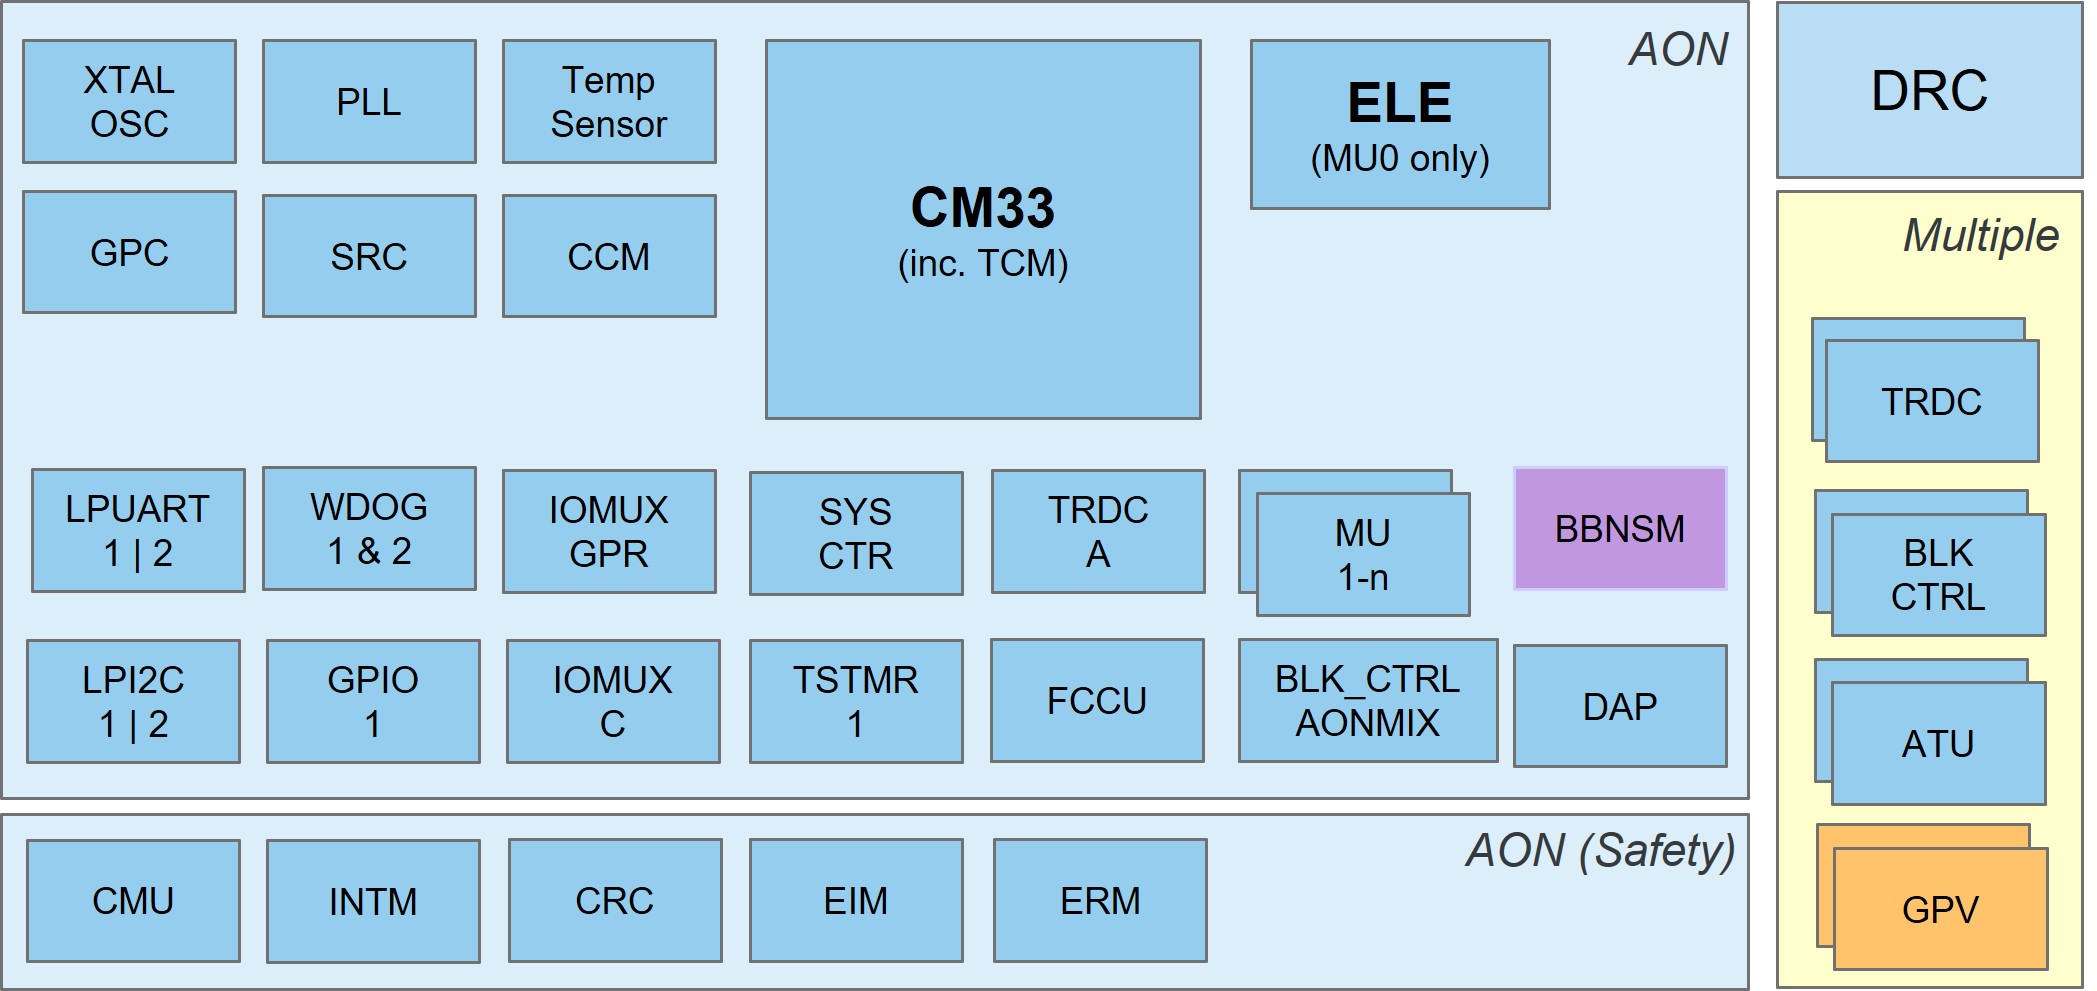 AON
XTAL
OSC
PLL
Temp
Sensor
CM33
(inc. TCM)
ELE
(MU0 only)
GPC
SRC
CCM
LPUART
1 | 2
WDOG
1 & 2
IOMUX
GPR
SYS
CTR
TRDC
A
MU
1-n
BBNSM
LPI2C
1 | 2
GPIO
1
IOMUX
C
TSTMR
1
FCCU
BLK_CTRL
AONMIX
DAP
AON (Safety)
CMU
INTM
CRC
EIM
ERM
DRC
Multiple
TRDC
BLK
CTRL
ATU
GPV